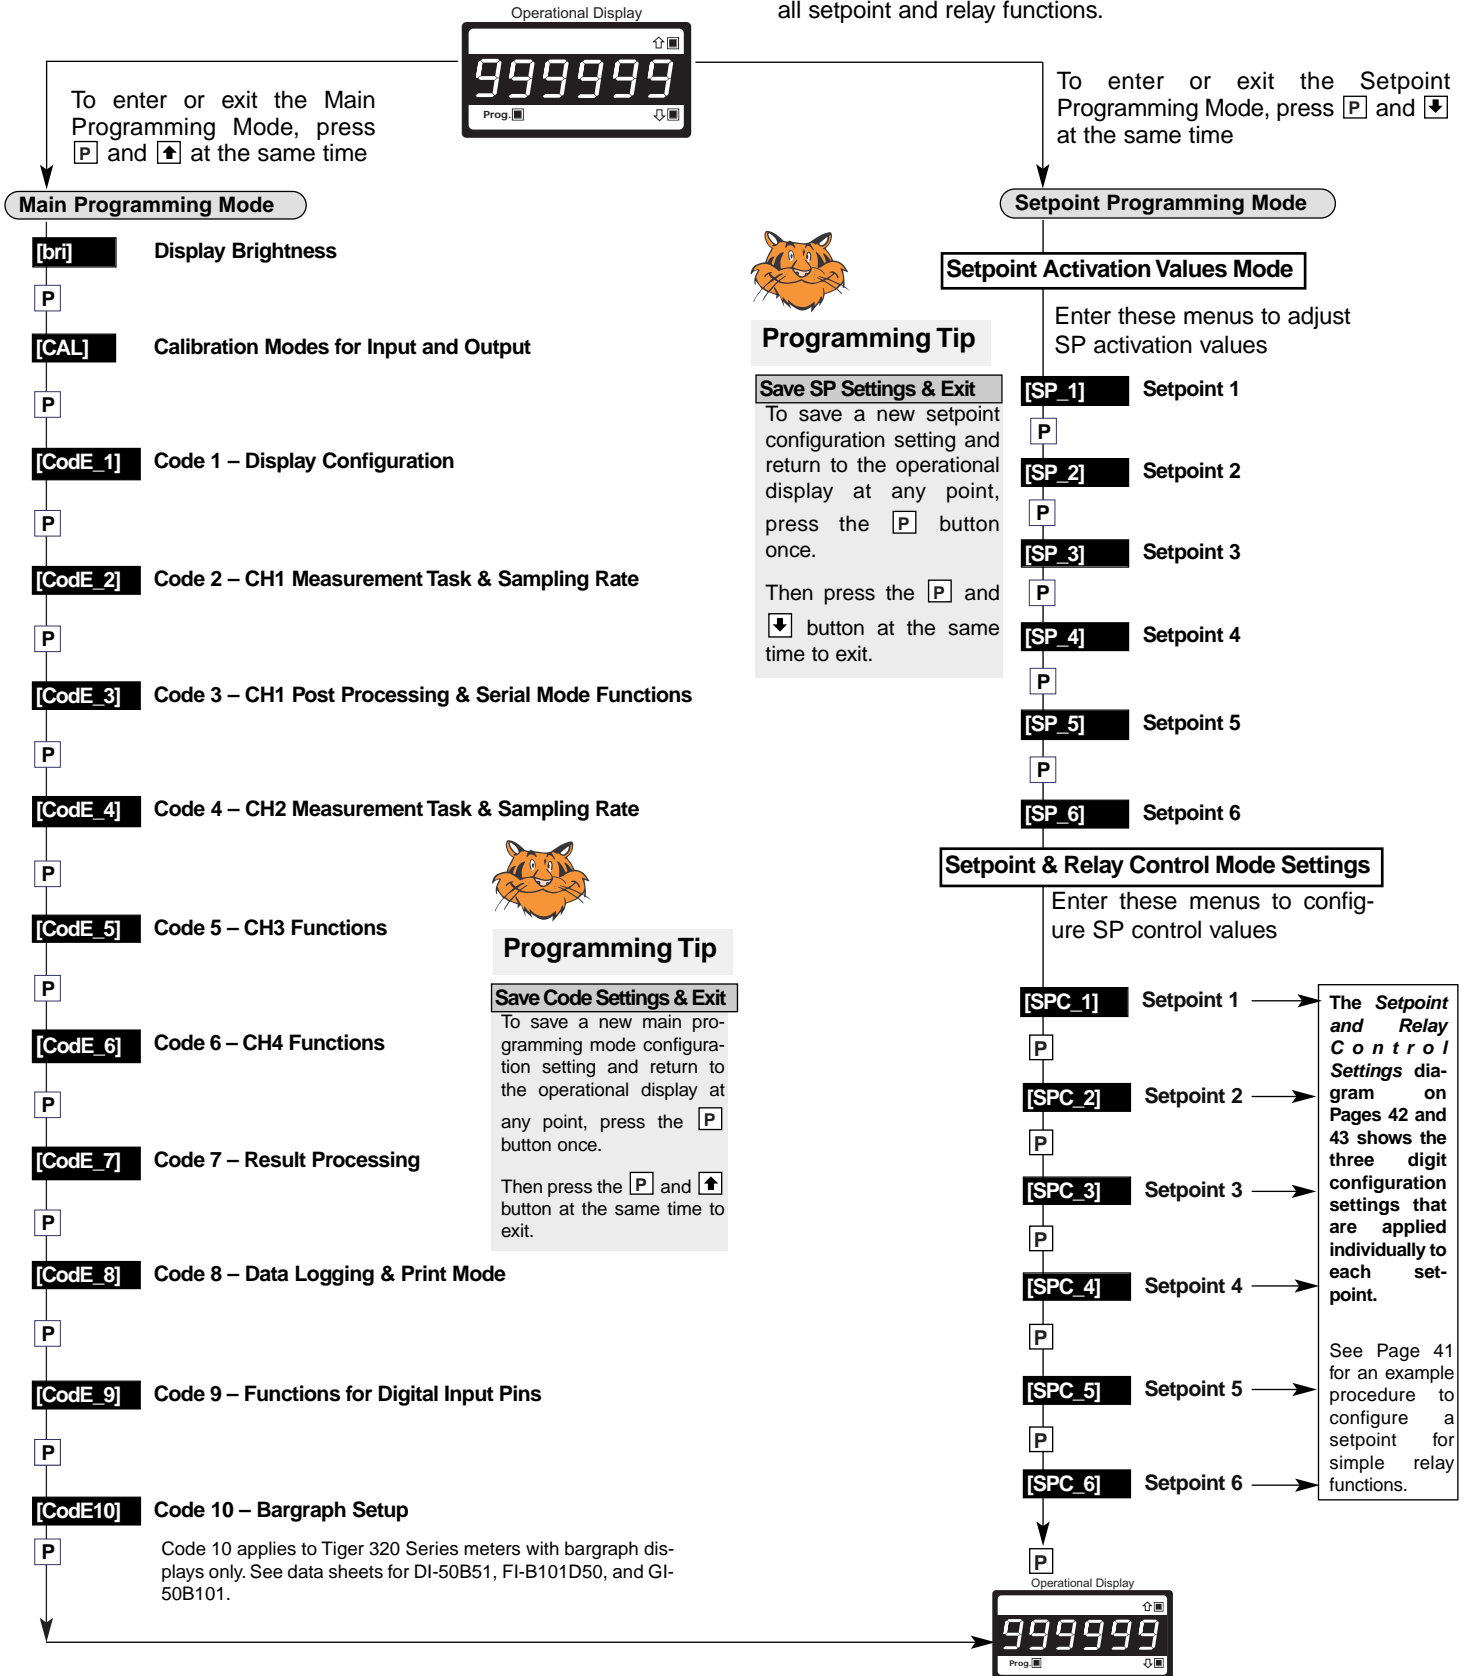 all setpoint and relay functions.
Operational Display
999999
Prog.
To enter or exit the Main
Programming Mode, press
P and at the same time
To enter or exit the Setpoint
Programming Mode, press P and
at the same time
Main Programming Mode
[bri] Display Brightness
P
[CAL] Calibration Modes for Input and Output
P
[CodE_1] Code 1 – Display Configuration
P
[CodE_2] Code 2 – CH1 Measurement Task & Sampling Rate
P
[CodE_3] Code 3 – CH1 Post Processing & Serial Mode Functions
P
[CodE_4] Code 4 – CH2 Measurement Task & Sampling Rate
P
[CodE_5] Code 5 – CH3 Functions
P
[CodE_6] Code 6 – CH4 Functions
P
[CodE_7] Code 7 – Result Processing
P
[CodE_8] Code 8 – Data Logging & Print Mode
P
[CodE_9] Code 9 – Functions for Digital Input Pins
P
[CodE10] Code 10 – Bargraph Setup
P
Code 10 applies to Tiger 320 Series meters with bargraph dis-
plays only. See data sheets for DI-50B51, FI-B101D50, and GI-
50B101.
Programming Tip
Save Code Settings & Exit
To save a new main pro-
gramming mode configura-
tion setting and return to
the operational display at
any point, press the P
button once.
Then press the P and
button at the same time to
exit.
Programming Tip
Save SP Settings & Exit
To save a new setpoint
configuration setting and
return to the operational
display at any point,
press the P button
once.
Then press the P and
button at the same
time to exit.
Setpoint Programming Mode
Setpoint Activation Values Mode
Enter these menus to adjust
SP activation values
[SP_1] Setpoint 1
P
[SP_2] Setpoint 2
P
[SP_3] Setpoint 3
P
[SP_4] Setpoint 4
P
[SP_5] Setpoint 5
P
[SP_6] Setpoint 6
Setpoint & Relay Control Mode Settings
Enter these menus to config-
ure SP control values
[SPC_1] Setpoint 1
P
[SPC_2] Setpoint 2
P
[SPC_3] Setpoint 3
P
[SPC_4] Setpoint 4
P
[SPC_5] Setpoint 5
P
[SPC_6] Setpoint 6
P
The Setpoint
and Relay
Control
Settings dia-
gram on
Pages 42 and
43 shows the
three digit
configuration
settings that
are applied
individually to
each set-
point.
See Page 41
for an example
procedure to
configure a
setpoint for
simple relay
functions.
Operational Display
999999
Prog.